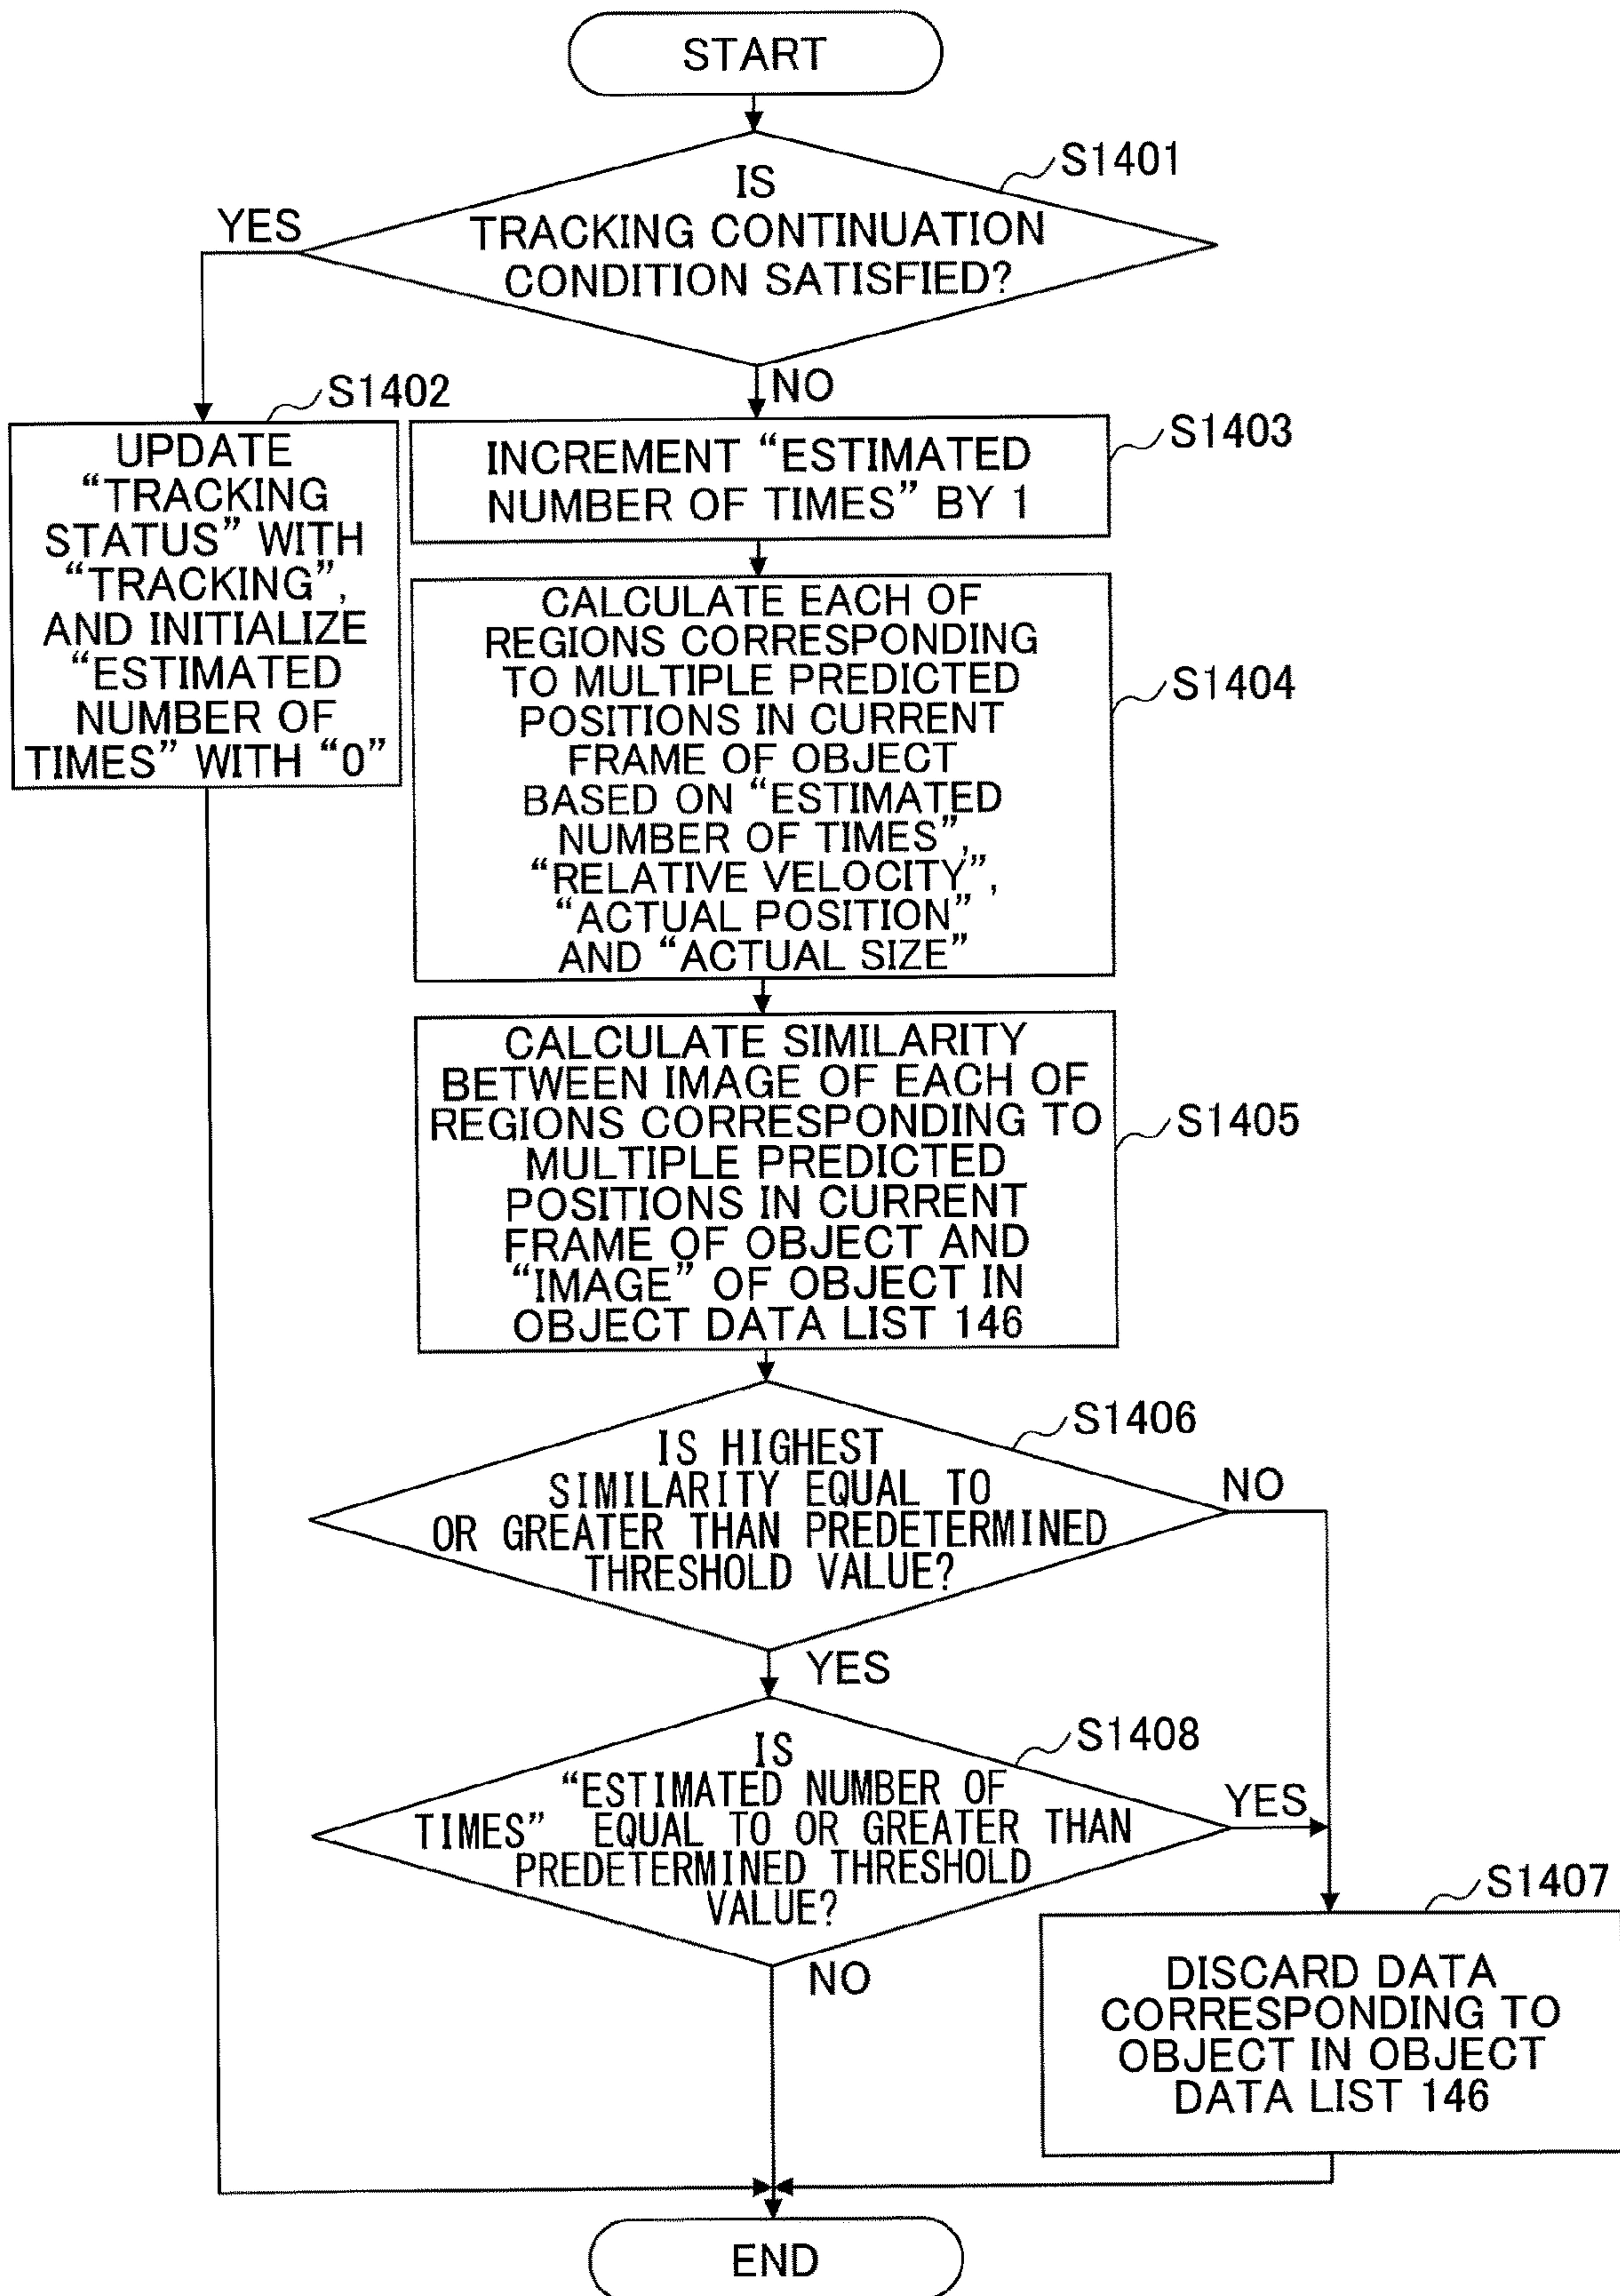 START
S1401
IS
TRACKING CONTINUATION
CONDITION SATISFIED?
YES
NO
S1402
UPDATE
“TRACKING
STATUS” WITH
“TRACKING”,
AND INITIALIZE
“ESTIMATED
NUMBER OF
TIMES” WITH “0”
S1403
INCREMENT “ESTIMATED
NUMBER OF TIMES” BY 1
S1404
CALCULATE EACH OF
REGIONS CORRESPONDING
TO MULTIPLE PREDICTED
POSITIONS IN CURRENT
FRAME OF OBJECT
BASED ON “ESTIMATED
NUMBER OF TIMES”,
“RELATIVE VELOCITY”,
“ACTUAL POSITION”
AND “ACTUAL SIZE”
S1405
CALCULATE SIMILARITY
BETWEEN IMAGE OF EACH OF
REGIONS CORRESPONDING TO
MULTIPLE PREDICTED
POSITIONS IN CURRENT
FRAME OF OBJECT AND
“IMAGE” OF OBJECT IN
OBJECT DATA LIST 146
S1406
IS HIGHEST
SIMILARITY EQUAL TO
OR GREATER THAN PREDETERMINED
THRESHOLD VALUE?
NO
YES
S1408
IS
“ESTIMATED NUMBER OF
TIMES” EQUAL TO OR GREATER THAN
PREDETERMINED THRESHOLD
VALUE?
YES
NO
S1407
DISCARD DATA
CORRESPONDING TO
OBJECT IN OBJECT
DATA LIST 146
END